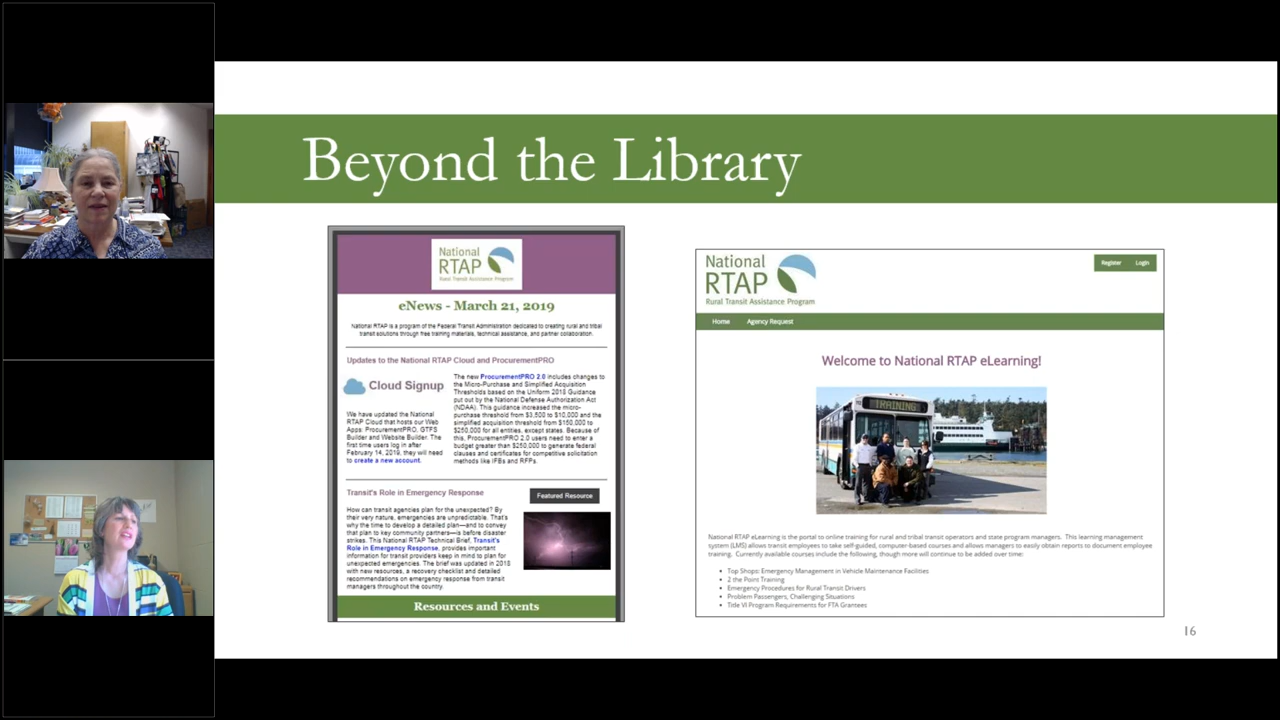 Beyond the Library
National
RTAP
Rural Transit Assistance Program
eNews - March 21, 2019
National RTAP is a program of the Federal Transit Administration dedicated to creating rural and tribal
transit solutions through free training materials, technical assistance, and partner collaboration.
Updates to the National RTAP Cloud and ProcurementPRO
Cloud Signup
We have updated the National
RTAP Cloud that hosts our Web
Apps: ProcurementPRO, GTFS
Builder and Website Builder. The
first time users log in after
February 14, 2019, they will need
to create a new account.
The new ProcurementPRO 2.0 includes changes to
the Micro-Purchase and Simplified Acquisition
Thresholds based on the Uniform 2018 Guidance
put out by the National Defense Authorization Act
(NDAA). This guidance increased the micro-
purchase threshold from $3,500 to $10,000 and the
simplified acquisition threshold from $150,000 to
$250,000 for all entities, except states. Because of
this, ProcurementPRO 2.0 users need to enter a
budget greater than $250,000 to generate federal
clauses and certificates for competitive solicitation
methods like IFBs and RFPs.
Transit's Role in Emergency Response
Featured Resource
How can transit agencies plan for the unexpected? By
their very nature, emergencies are unpredictable. That's
why the time to develop a detailed plan—and to convey
that plan to key community partners—is before disaster
strikes. This National RTAP Technical Brief, Transit's
Role in Emergency Response, provides important
information for transit providers keep in mind to plan for
unexpected emergencies. The brief was updated in 2018
with new resources, a recovery checklist and detailed
recommendations on emergency response from transit
managers throughout the country.
Resources and Events
National
RTAP
Rural Transit Assistance Program
Register Login
Home Agency Request
Welcome to National RTAP eLearning!
TRAINING
National RTAP eLearning is the portal to online training for rural and tribal transit operators and state program managers. This learning management
system (LMS) allows transit employees to take self-guided, computer-based courses and allows managers to easily obtain reports to document employee
training. Currently available courses include the following, though more will continue to be added over time:
• Top Shops: Emergency Management in Vehicle Maintenance Facilities
• 2 the Point Training
• Emergency Procedures for Rural Transit Drivers
• Problem Passengers, Challenging Situations
• Title VI Program Requirements for FTA Grantees
16